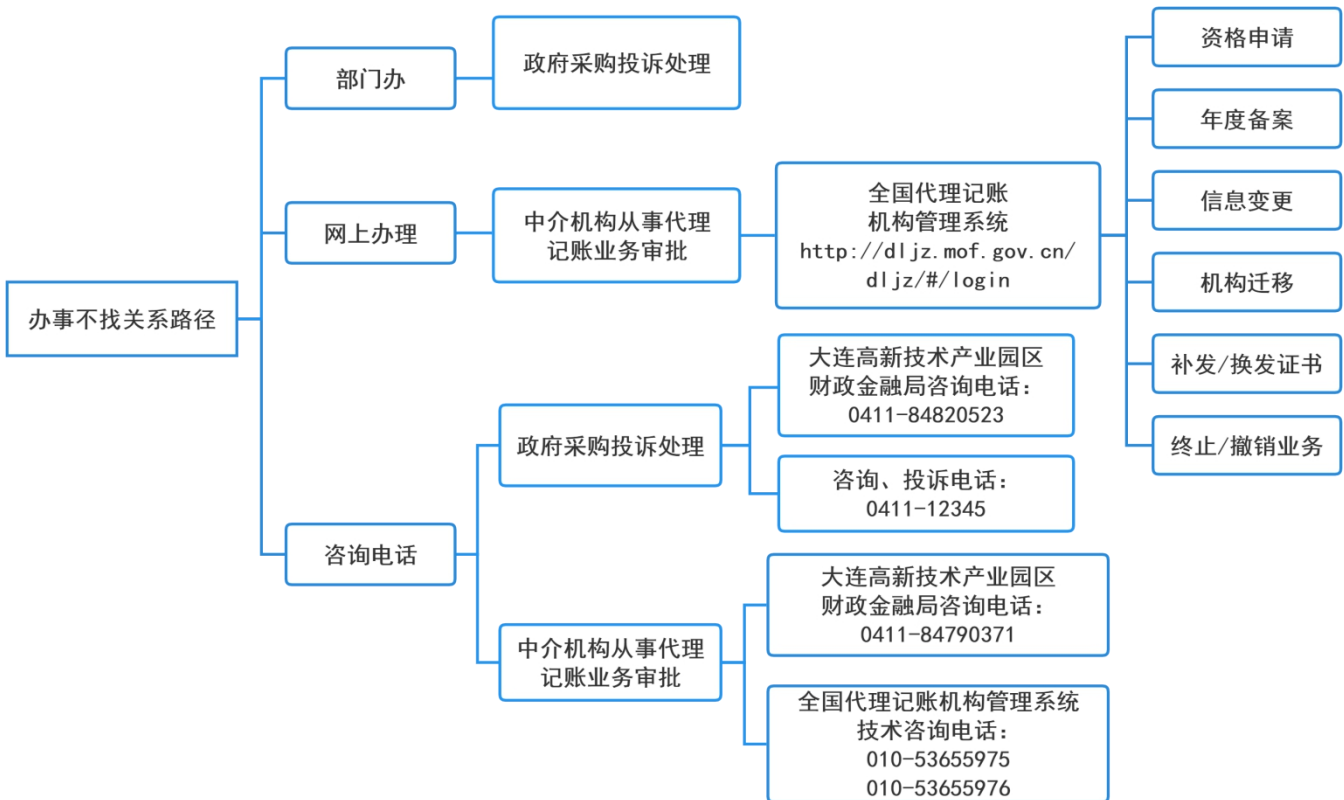 办事不找关系路径
部门办
政府采购投诉处理
网上办理
中介机构从事代理
记账业务审批
全国代理记账
机构管理系统
http://dljz.mof.gov.cn/
dljz/#/login
资格申请
年度备案
信息变更
机构迁移
补发/换发证书
终止/撤销业务
咨询电话
政府采购投诉处理
大连高新技术产业园区
财政金融局咨询电话：
0411-84820523
咨询、投诉电话：
0411-12345
中介机构从事代理
记账业务审批
大连高新技术产业园区
财政金融局咨询电话：
0411-84790371
全国代理记账机构管理系统
技术咨询电话：
010-53655975
010-53655976